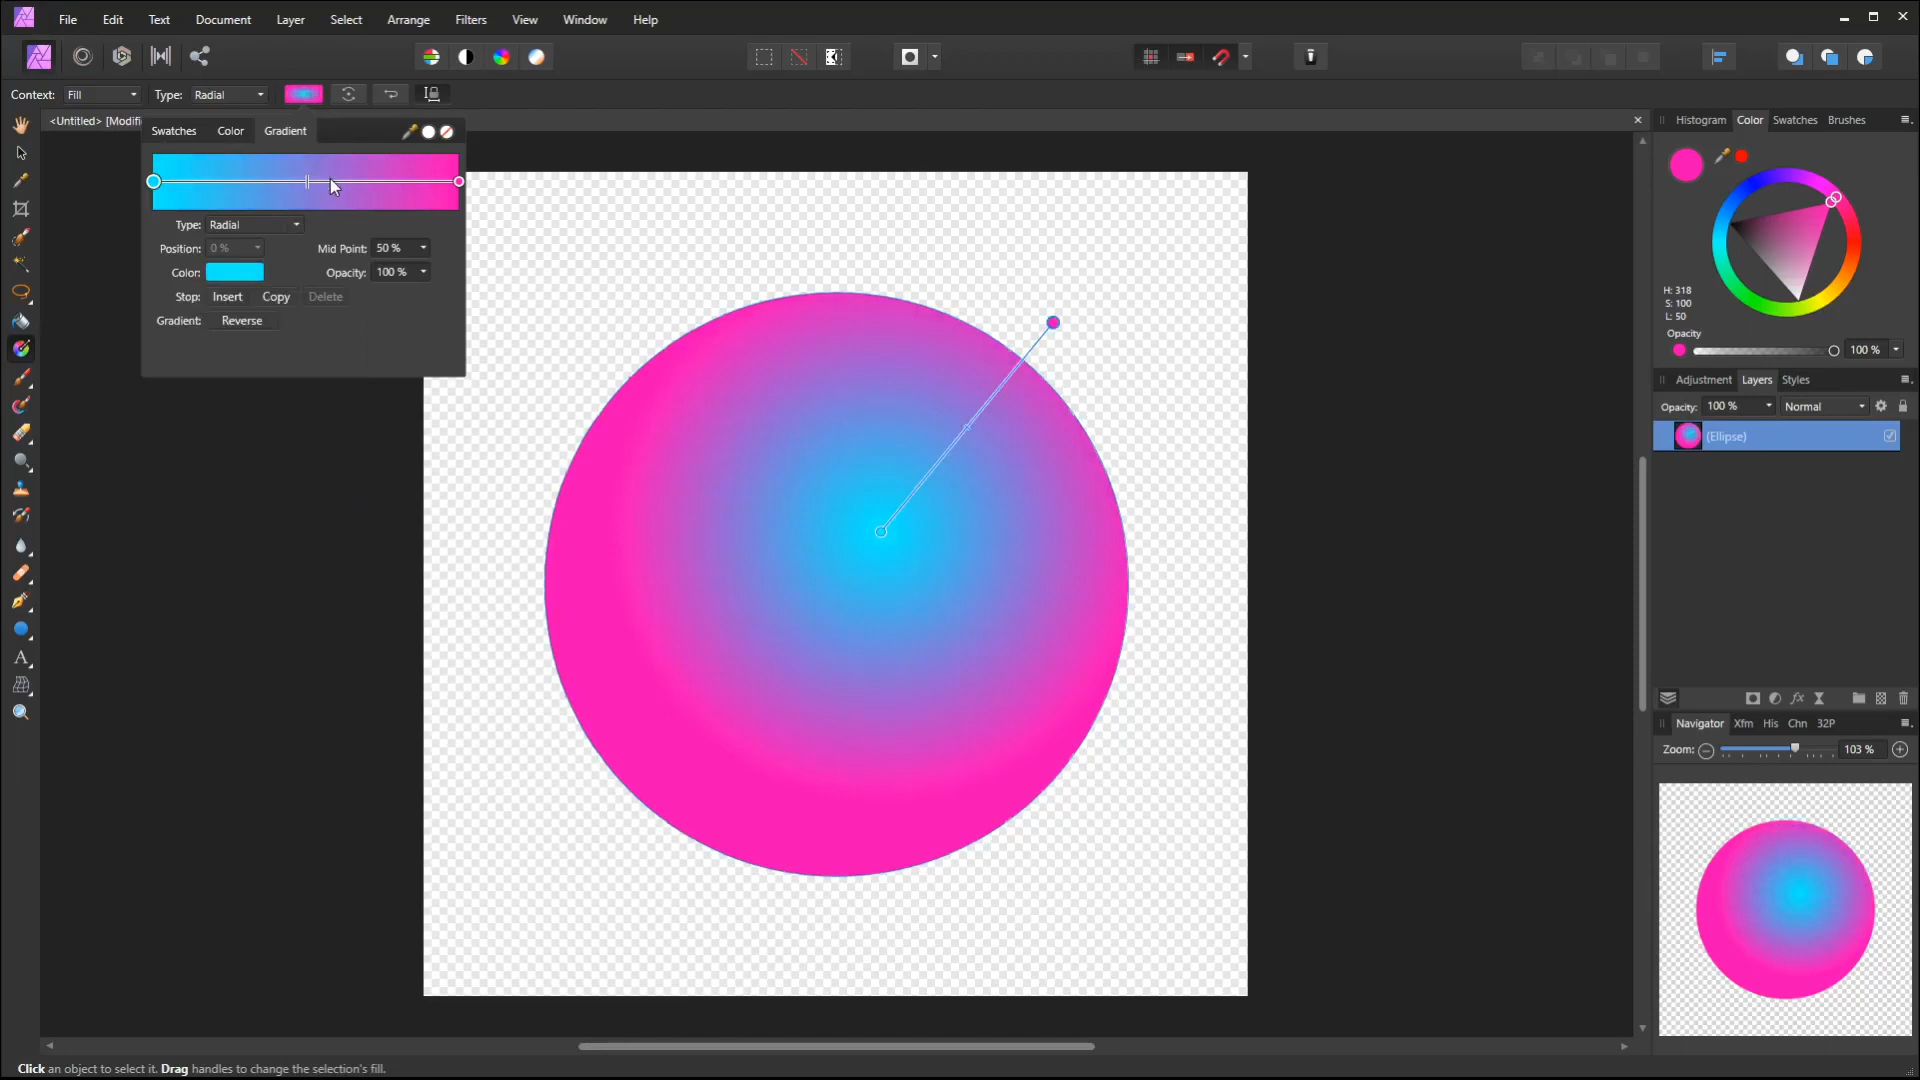 File Edit Text Document Layer Select Arrange Filters View Window Help
Context: Fill Type: Radial
<Untitled> [Modifi
Swatches Color Gradient
Type: Radial
Position: 0 % Mid Point: 50 %
Color: Opacity: 100 %
Stop: Insert Copy Delete
Gradient: Reverse
Histogram Color Swatches Brushes
H: 318
S: 100
L: 50
Opacity
100 %
Adjustment Layers Styles
Opacity: 100 % Normal
(Ellipse)
fx
Navigator Xfm His Chn 32P
Zoom: 103 %
Click an object to select it. Drag handles to change the selection's fill.